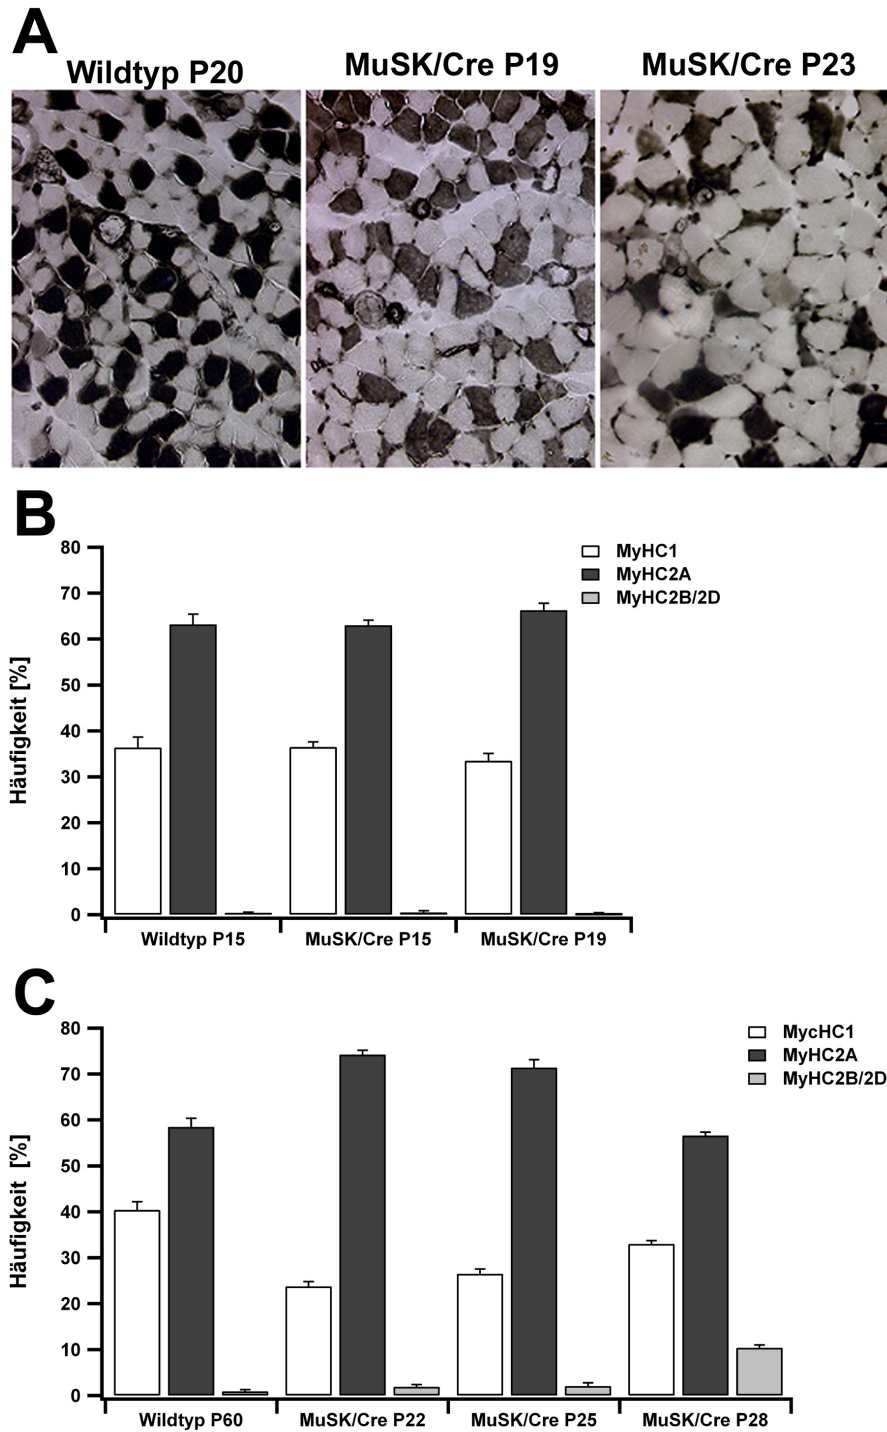 A
Wildtyp P20
MuSK/Cre P19
MuSK/Cre P23
B
Häufigkeit [%]
80
70
60
50
40
30
20
10
0
MyHC1
MyHC2A
MyHC2B/2D
Wildtyp P15
MuSK/Cre P15
MuSK/Cre P19
C
Häufigkeit [%]
80
70
60
50
40
30
20
10
0
MycHC1
MyHC2A
MyHC2B/2D
Wildtyp P60
MuSK/Cre P22
MuSK/Cre P25
MuSK/Cre P28